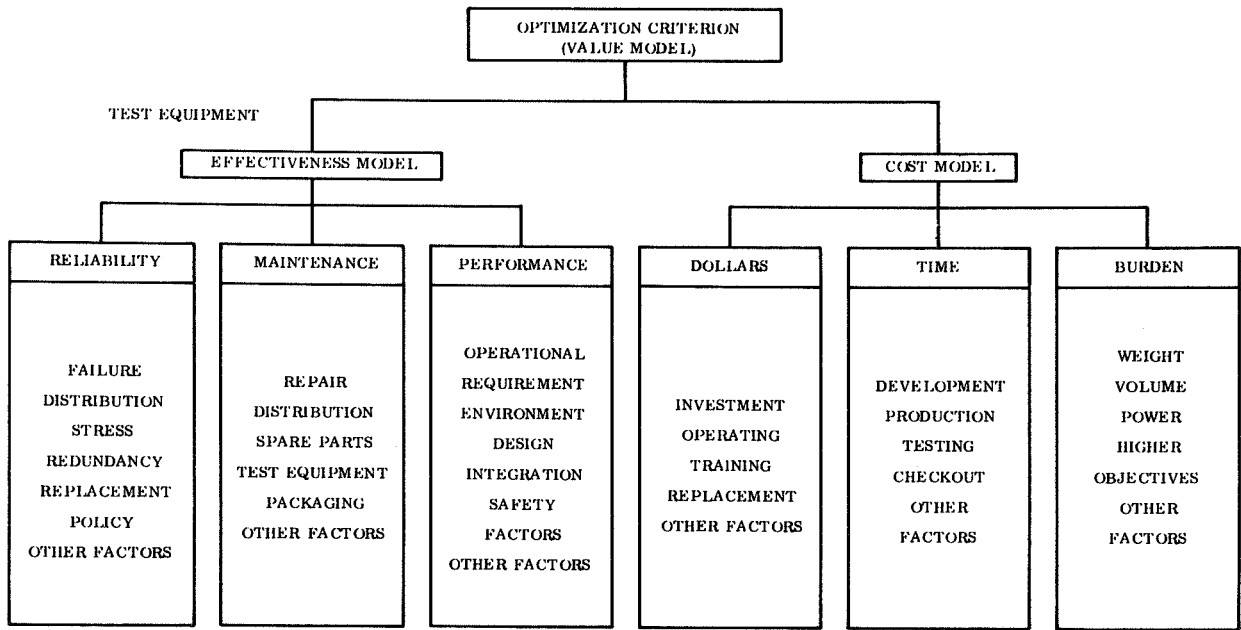 OPTIMIZATION CRITERION
(VALUE MODEL)
TEST EQUIPMENT
EFFECTIVENESS MODEL
COST MODEL
RELIABILITY
FAILURE
DISTRIBUTION
STRESS
REDUNDANCY
REPLACEMENT
POLICY
OTHER FACTORS
MAINTENANCE
REPAIR
DISTRIBUTION
SPARE PARTS
TEST EQUIPMENT
PACKAGING
OTHER FACTORS
PERFORMANCE
OPERATIONAL
REQUIREMENT
ENVIRONMENT
DESIGN
INTEGRATION
SAFETY
FACTORS
OTHER FACTORS
DOLLARS
INVESTMENT
OPERATING
TRAINING
REPLACEMENT
OTHER FACTORS
TIME
DEVELOPMENT
PRODUCTION
TESTING
CHECKOUT
OTHER
FACTORS
BURDEN
WEIGHT
VOLUME
POWER
HIGHER
OBJECTIVES
OTHER
FACTORS